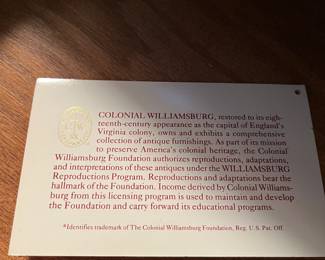 COLONIAL WILLIAMSBURG, restored to its eigh-
teenth-century appearance as the capital of England's
Virginia colony, owns and exhibits a comprehensive
collection of antique furnishings. As part of its mission
to preserve America's colonial heritage, the Colonial
Williamsburg Foundation authorizes reproductions, adaptations,
and interpretations of these antiques under the WILLIAMSBURG
Reproductions Program. Reproductions and adaptations bear the
hallmark of the Foundation. Income derived by Colonial Williams-
burg from this licensing program is used to maintain and develop
the Foundation and carry forward its educational programs.
*Identifies trademark of The Colonial Williamsburg Foundation, Reg. U.S. Pat. Off.